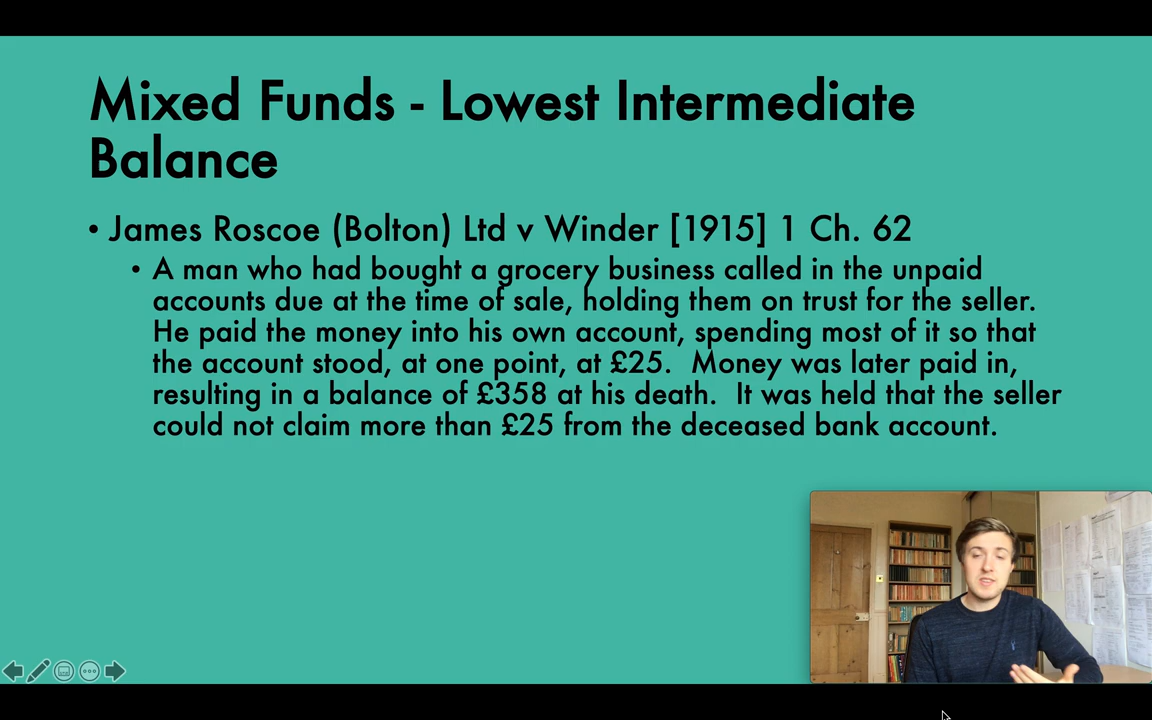 Mixed Funds - Lowest Intermediate
Balance
• James Roscoe (Bolton) Ltd v Winder [1915] 1 Ch. 62
• A man who had bought a grocery business called in the unpaid
accounts due at the time of sale, holding them on trust for the seller.
He paid the money into his own account, spending most of it so that
the account stood, at one point, at £25.  Money was later paid in,
resulting in a balance of £358 at his death.  It was held that the seller
could not claim more than £25 from the deceased bank account.